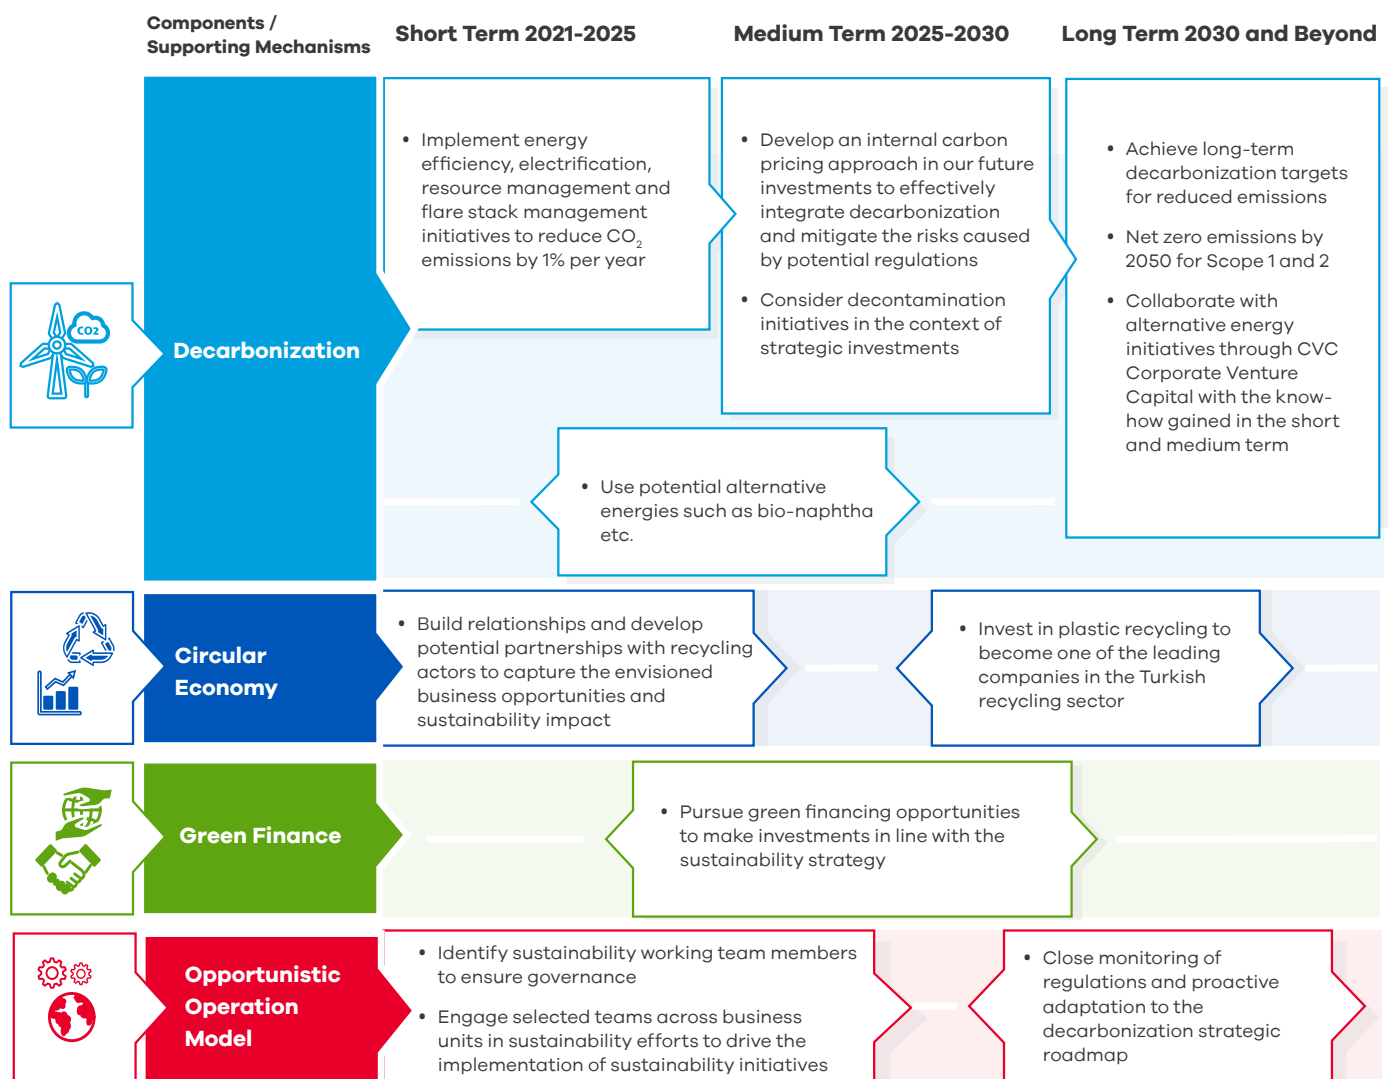 Components /
Supporting Mechanisms
Short Term 2021-2025
Medium Term 2025-2030
Long Term 2030 and Beyond
CO2
Decarbonization
• Implement energy
efficiency, electrification,
resource management and
flare stack management
initiatives to reduce CO₂
emissions by 1% per year
• Develop an internal carbon
pricing approach in our future
investments to effectively
integrate decarbonization
and mitigate the risks caused
by potential regulations
• Consider decontamination
initiatives in the context of
strategic investments
• Achieve long-term
decarbonization targets
for reduced emissions
• Net zero emissions by
2050 for Scope 1 and 2
• Collaborate with
alternative energy
initiatives through CVC
Corporate Venture
Capital with the know-
how gained in the short
and medium term
• Use potential alternative
energies such as bio-naphtha
etc.
Circular
Economy
• Build relationships and develop
potential partnerships with recycling
actors to capture the envisioned
business opportunities and
sustainability impact
• Invest in plastic recycling to
become one of the leading
companies in the Turkish
recycling sector
Green Finance
• Pursue green financing opportunities
to make investments in line with the
sustainability strategy
Opportunistic
Operation
Model
• Identify sustainability working team members
to ensure governance
• Engage selected teams across business
units in sustainability efforts to drive the
implementation of sustainability initiatives
• Close monitoring of
regulations and proactive
adaptation to the
decarbonization strategic
roadmap